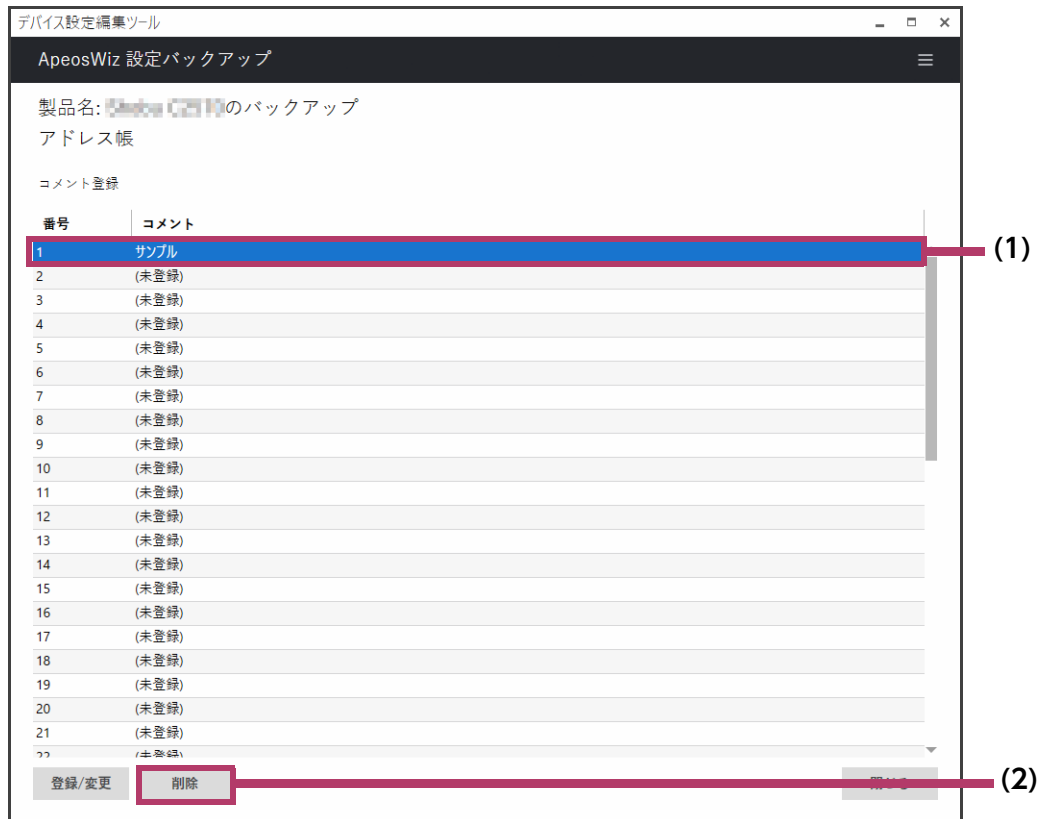 デバイス設定編集ツール
ApeosWiz 設定バックアップ
製品名: のバックアップ
アドレス帳
コメント登録
番号 コメント
1 サンプル
(1)
2 (未登録)
3 (未登録)
4 (未登録)
5 (未登録)
6 (未登録)
7 (未登録)
8 (未登録)
9 (未登録)
10 (未登録)
11 (未登録)
12 (未登録)
13 (未登録)
14 (未登録)
15 (未登録)
16 (未登録)
17 (未登録)
18 (未登録)
19 (未登録)
20 (未登録)
21 (未登録)
22 (未登録)
登録/変更 削除
(2)